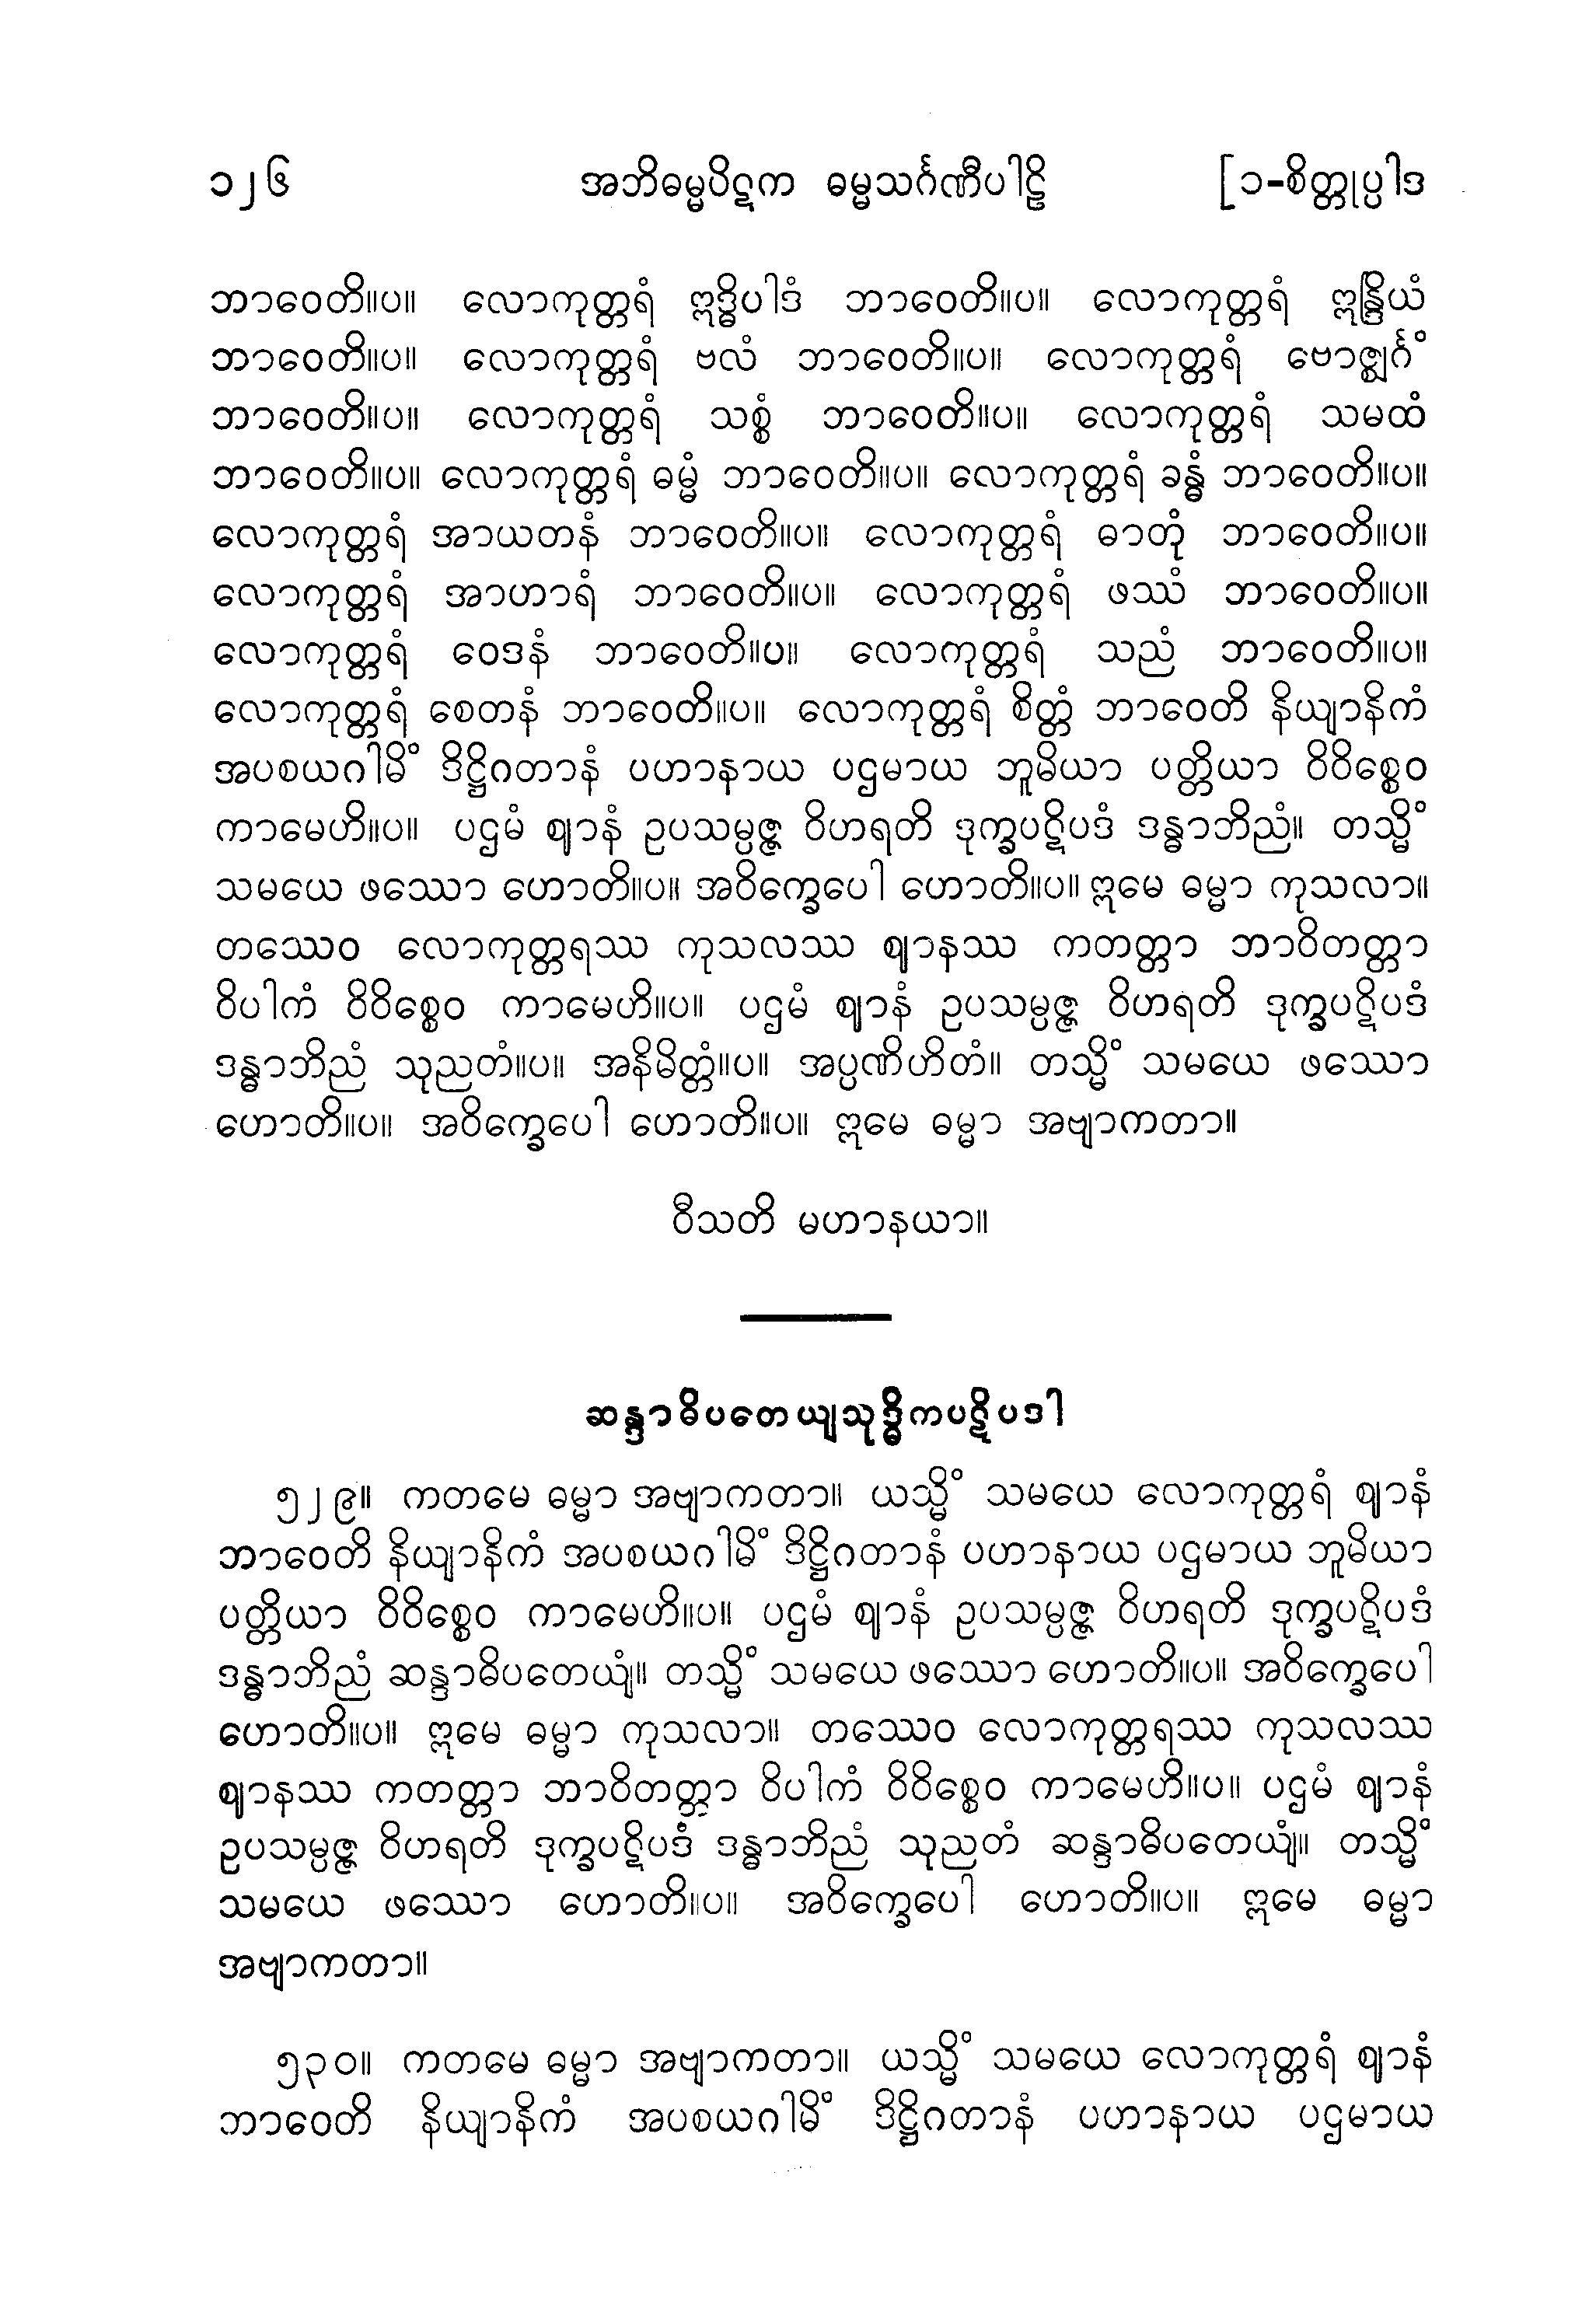 ၁၂၆ အဘိဓမ္မပိဋက ဓမ္မသင်္ဂဏီပါဠိ [၁-စိတ္တုပ္ပါဒ
ဘာဝေတိ။ပ။ လောကုတ္တရံ ဣဒ္ဓိပါဒံ ဘာဝေတိ။ပ။ လောကုတ္တရံ ဣန္ဒြိယံ
ဘာဝေတိ။ပ။ လောကုတ္တရံ ဗလံ ဘာဝေတိ။ပ။ လောကုတ္တရံ ဗောဇ္ဈင်္ဂံ
ဘာဝေတိ။ပ။ လောကုတ္တရံ သစ္စံ ဘာဝေတိ။ပ။ လောကုတ္တရံ သမထံ
ဘာဝေတိ။ပ။ လောကုတ္တရံ ဓမ္မံ ဘာဝေတိ။ပ။ လောကုတ္တရံ ခန္ဓံ ဘာဝေတိ။ပ။
လောကုတ္တရံ အာယတနံ ဘာဝေတိ။ပ။ လောကုတ္တရံ ဓာတုံ ဘာဝေတိ။ပ။
လောကုတ္တရံ အာဟာရံ ဘာဝေတိ။ပ။ လောကုတ္တရံ ဖဿံ ဘာဝေတိ။ပ။
လောကုတ္တရံ ဝေဒနံ ဘာဝေတိ။ပ။ လောကုတ္တရံ သညံ ဘာဝေတိ။ပ။
လောကုတ္တရံ စေတနံ ဘာဝေတိ။ပ။ လောကုတ္တရံ စိတ္တံ ဘာဝေတိ နိယျာနိကံ
အပစယဂါမိံ ဒိဋ္ဌိဂတာနံ ပဟာနာယ ပဌမာယ ဘူမိယာ ပတ္တိယာ ဝိဝိစ္စေဝ
ကာမေဟိ။ပ။ ပဌမံ ဈာနံ ဥပသမ္ပဇ္ဇ ဝိဟရတိ ဒုက္ခပဋိပဒံ ဒန္ဓာဘိညံ။ တသ္မိံ
သမယေ ဖဿော ဟောတိ။ပ။ အဝိက္ခေပေါ ဟောတိ။ပ။ ဣမေ ဓမ္မာ ကုသလာ။
တဿေဝ လောကုတ္တရဿ ကုသလဿ ဈာနဿ ကတတ္တာ ဘာဝိတတ္တာ
ဝိပါကံ ဝိဝိစ္စေဝ ကာမေဟိ။ပ။ ပဌမံ ဈာနံ ဥပသမ္ပဇ္ဇ ဝိဟရတိ ဒုက္ခပဋိပဒံ
ဒန္ဓာဘိညံ သုညတံ။ပ။ အနိမိတ္တံ။ပ။ အပ္ပဏိဟိတံ။ တသ္မိံ သမယေ ဖဿော
ဟောတိ။ပ။ အဝိက္ခေပေါ ဟောတိ။ပ။ ဣမေ ဓမ္မာ အဗျာကတာ။
ဝီသတိ မဟာနယာ။
ဆန္ဒာဓိပတေယျသုဒ္ဓိကပဋိပဒါ
၅၂၉။ ကတမေ ဓမ္မာ အဗျာကတာ။ ယသ္မိံ သမယေ လောကုတ္တရံ ဈာနံ
ဘာဝေတိ နိယျာနိကံ အပစယဂါမိံ ဒိဋ္ဌိဂတာနံ ပဟာနာယ ပဌမာယ ဘူမိယာ
ပတ္တိယာ ဝိဝိစ္စေဝ ကာမေဟိ။ပ။ ပဌမံ ဈာနံ ဥပသမ္ပဇ္ဇ ဝိဟရတိ ဒုက္ခပဋိပဒံ
ဒန္ဓာဘိညံ ဆန္ဒာဓိပတေယျံ။ တသ္မိံ သမယေ ဖဿော ဟောတိ။ပ။ အဝိက္ခေပေါ
ဟောတိ။ပ။ ဣမေ ဓမ္မာ ကုသလာ။ တဿေဝ လောကုတ္တရဿ ကုသလဿ
ဈာနဿ ကတတ္တာ ဘာဝိတတ္တာ ဝိပါကံ ဝိဝိစ္စေဝ ကာမေဟိ။ပ။ ပဌမံ ဈာနံ
ဥပသမ္ပဇ္ဇ ဝိဟရတိ ဒုက္ခပဋိပဒံ ဒန္ဓာဘိညံ သုညတံ ဆန္ဒာဓိပတေယျံ။ တသ္မိံ
သမယေ ဖဿော ဟောတိ။ပ။ အဝိက္ခေပေါ ဟောတိ။ပ။ ဣမေ ဓမ္မာ
အဗျာကတာ။
၅၃၀။ ကတမေ ဓမ္မာ အဗျာကတာ။ ယသ္မိံ သမယေ လောကုတ္တရံ ဈာနံ
ဘာဝေတိ နိယျာနိကံ အပစယဂါမိံ ဒိဋ္ဌိဂတာနံ ပဟာနာယ ပဌမာယ